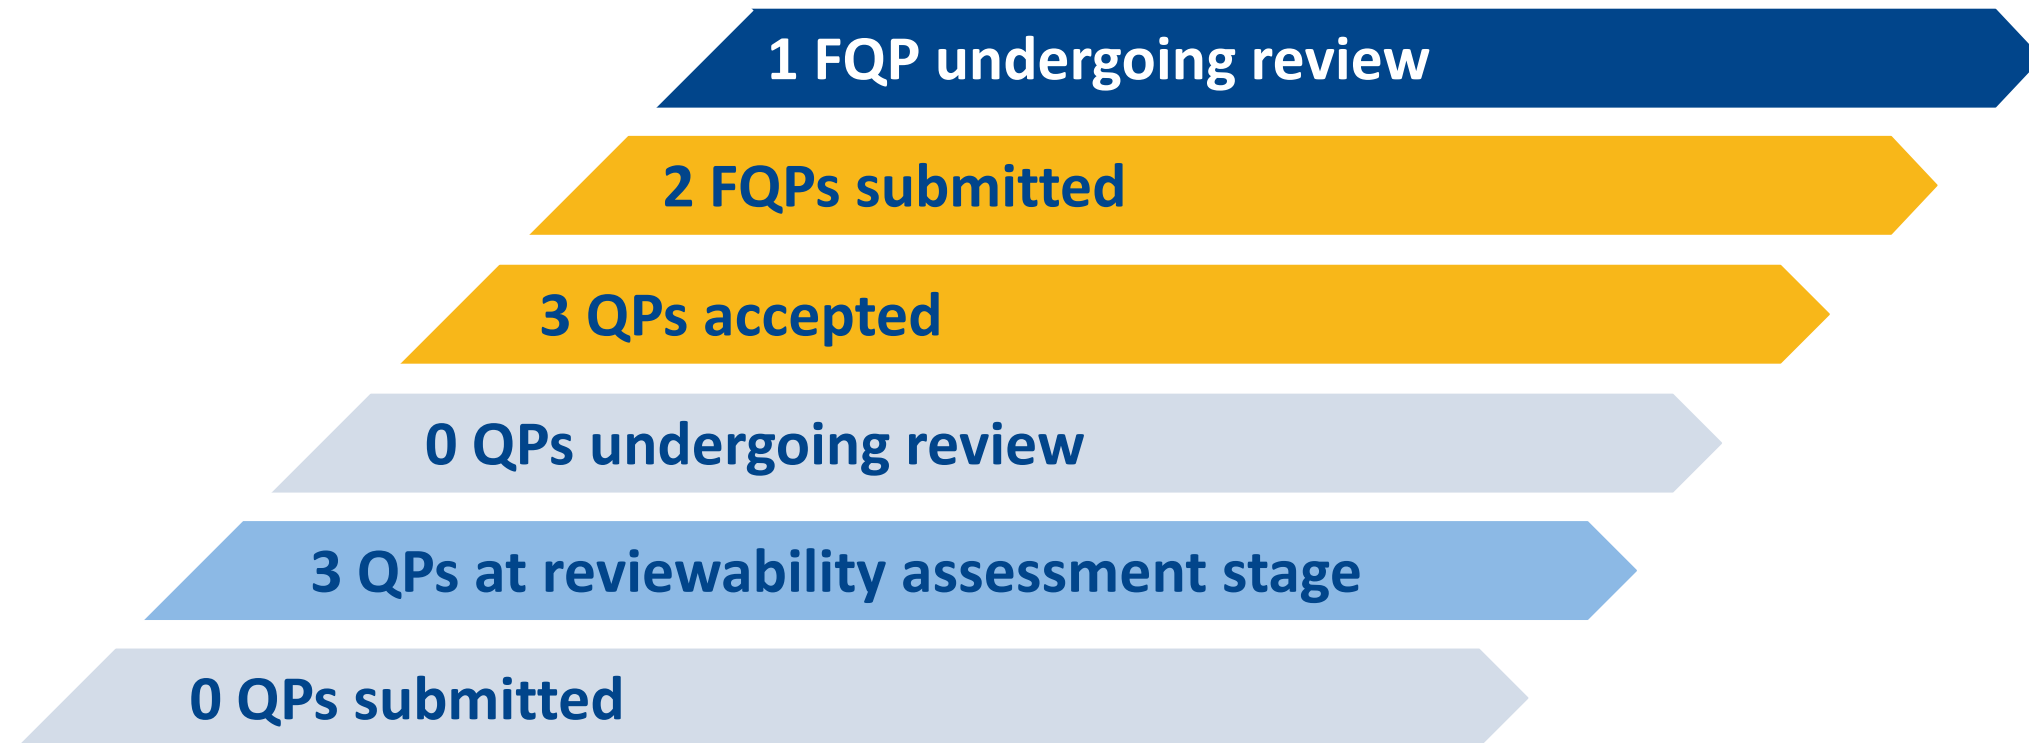 1 FQP undergoing review
2 FQPs submitted
3 QPs accepted
0 QPs undergoing review
3 QPs at reviewability assessment stage
0 QPs submitted